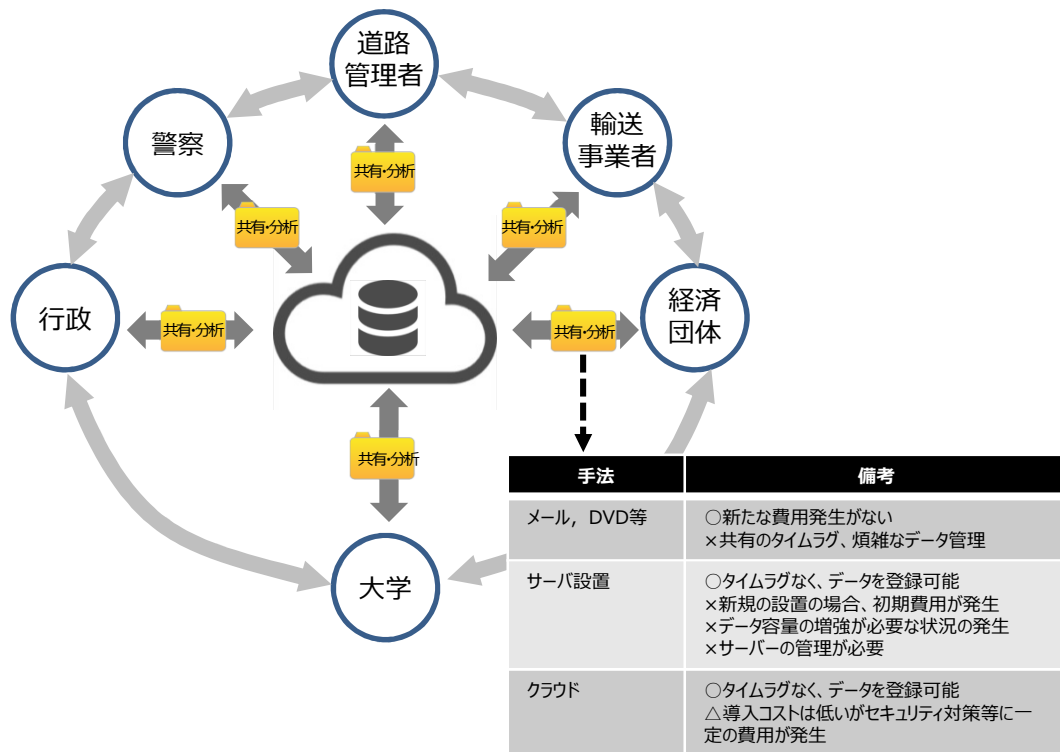 道路
管理者
警察
輸送
事業者
共有・分析
共有・分析
共有・分析
行政
共有・分析
共有・分析
経済
団体
共有・分析
大学
手法
備考
メール，DVD等
○新たな費用発生がない
×共有のタイムラグ、煩雑なデータ管理
サーバ設置
○タイムラグなく、データを登録可能
×新規の設置の場合、初期費用が発生
×データ容量の増強が必要な状況の発生
×サーバーの管理が必要
クラウド
○タイムラグなく、データを登録可能
△導入コストは低いがセキュリティ対策等に一
定の費用が発生